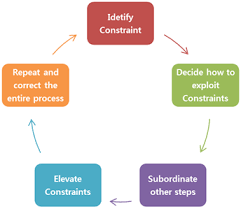 Idetify
Constraint
Decide how to
exploit
Constraints
Subordinate
other steps
Elevate
Constraints
Repeat and
correct the
entire process